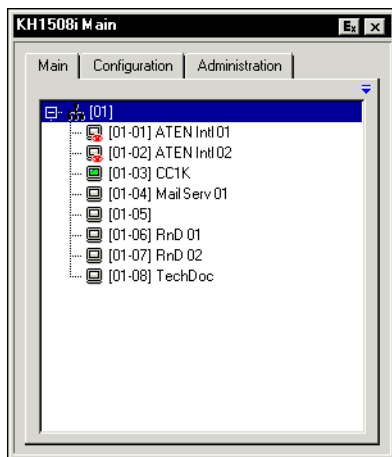 KH1508i Main Ex
Main Configuration Administration
[01]
[01-01] ATEN Intl 01
[01-02] ATEN Intl 02
[01-03] CC1K
[01-04] Mail Serv 01
[01-05]
[01-06] RnD 01
[01-07] RnD 02
[01-08] TechDoc